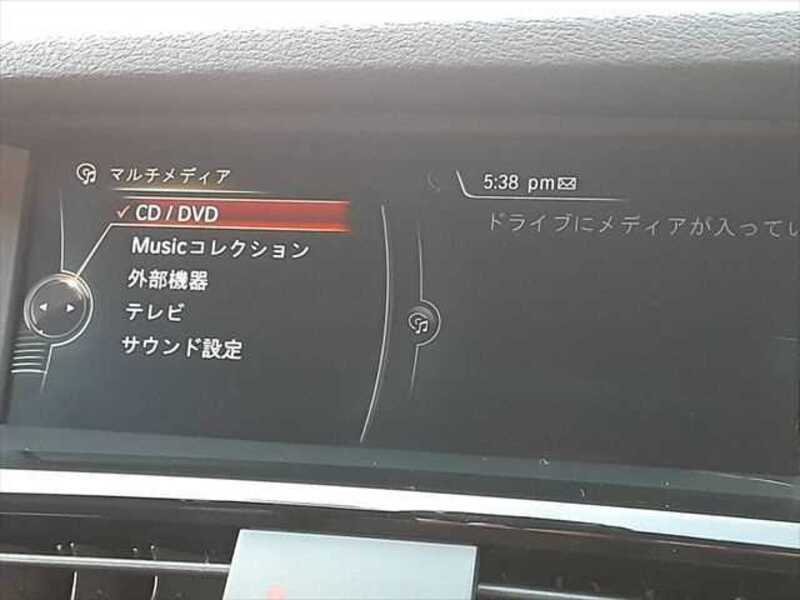 マルチメディア
5:38 pm
✓ CD / DVD
ドライブにメディアが入ってい
Musicコレクション
外部機器
テレビ
サウンド設定